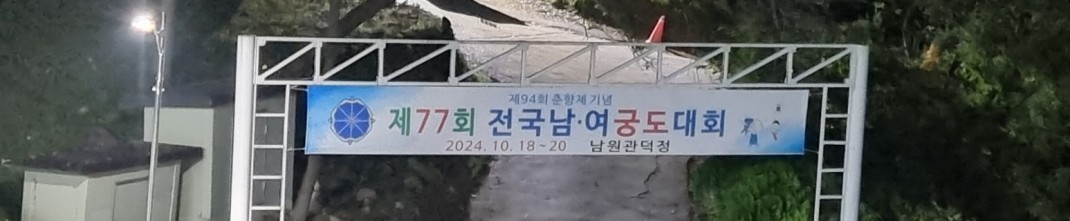 제94회 춘향제 기념
제77회 전국남·여궁도대회
2024. 10. 18~20 남원관덕정